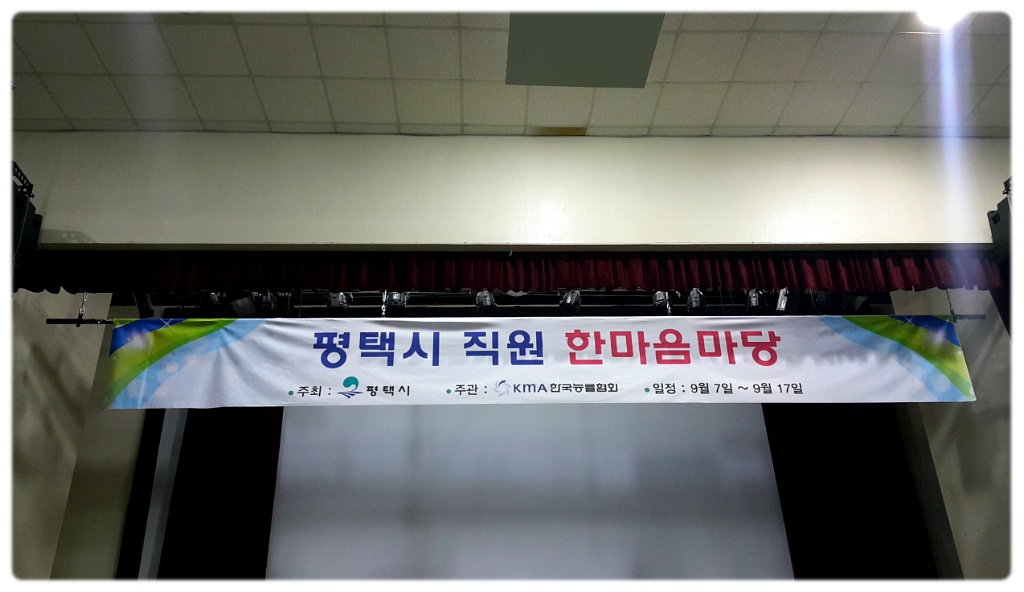 평택시 직원 한마음마당
• 주최 : 평택시 • 주관 : KMA 한국능률협회 • 일정 : 9월 7일 ~ 9월 17일